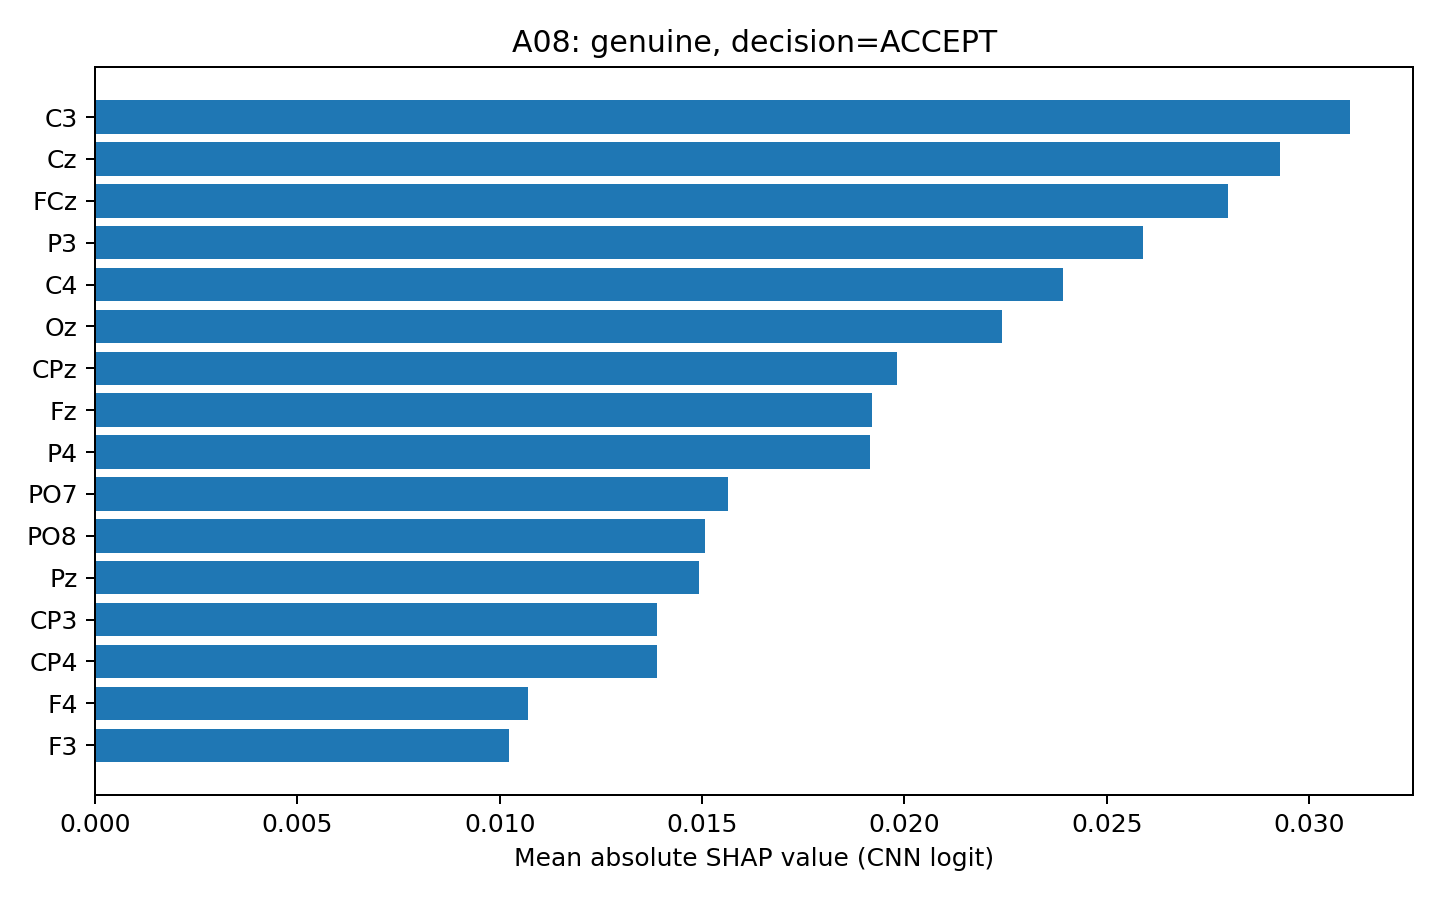 A08: genuine, decision=ACCEPT
C3
Cz
FCz
P3
C4
Oz
CPz
Fz
P4
PO7
PO8
Pz
CP3
CP4
F4
F3
0.000 0.005 0.010 0.015 0.020 0.025 0.030
Mean absolute SHAP value (CNN logit)